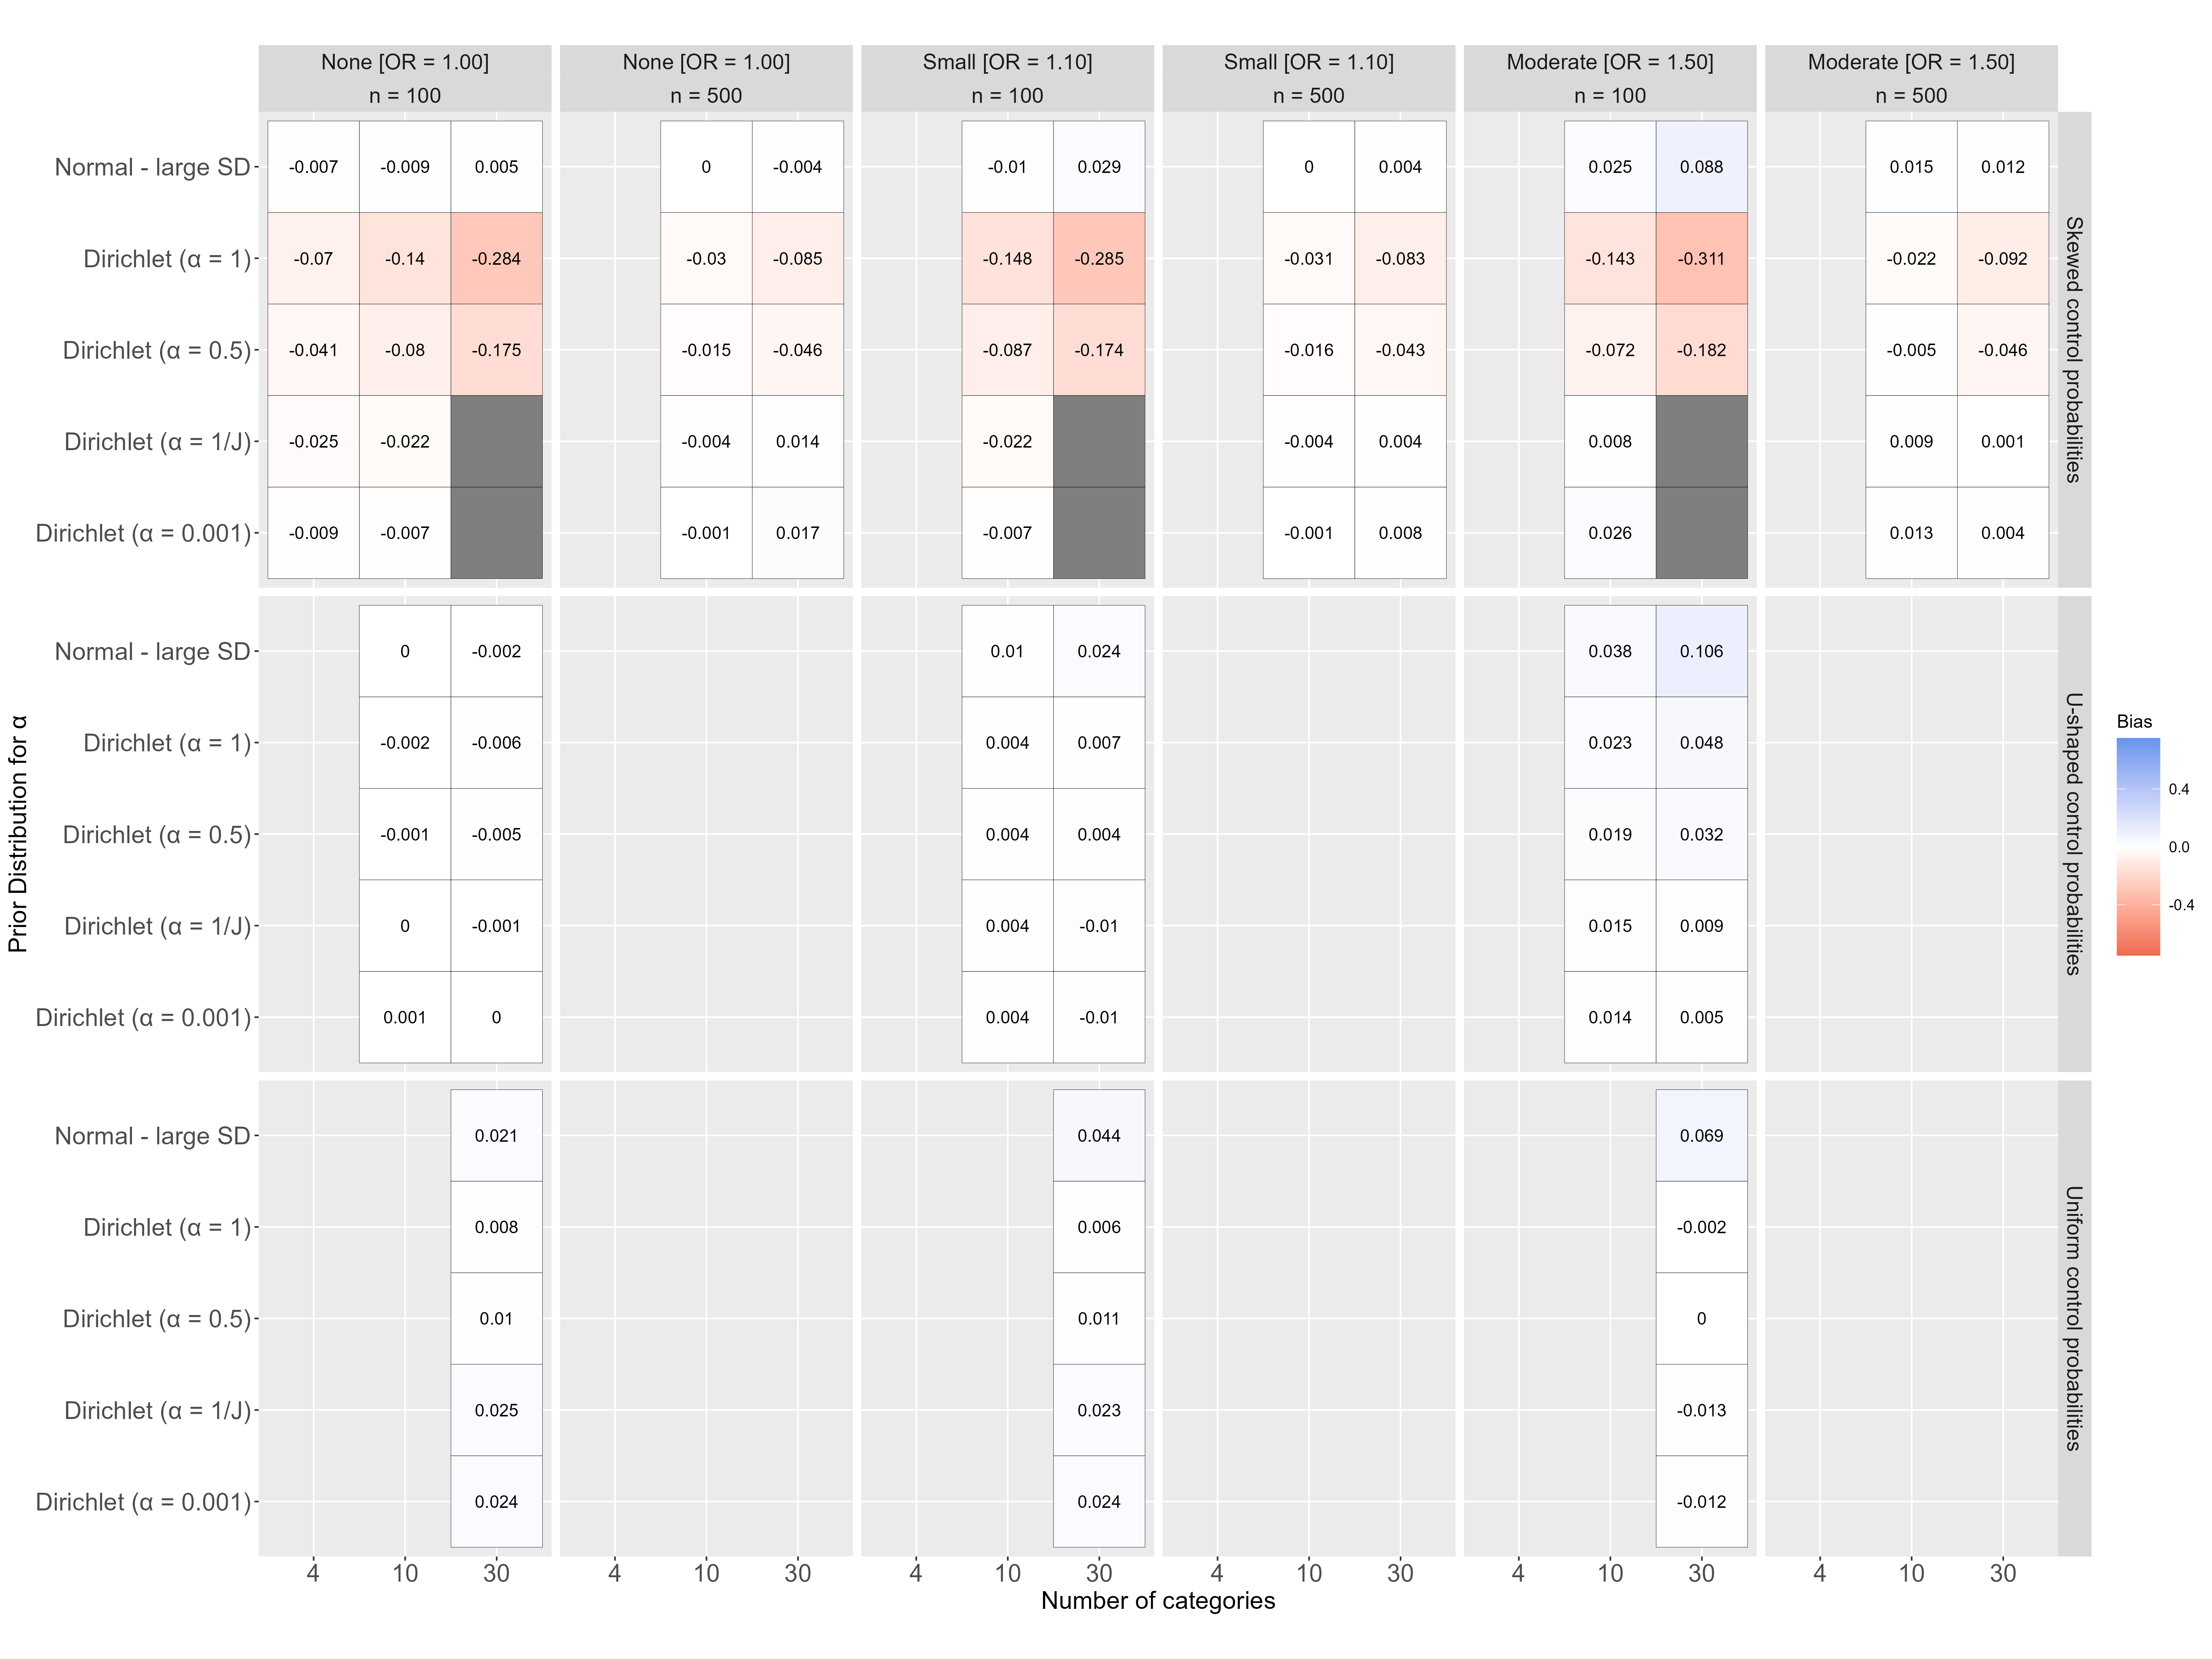 None [OR = 1.00] None [OR = 1.00] Small [OR = 1.10] Small [OR = 1.10] Moderate [OR = 1.50] Moderate [OR = 1.50]
n = 100 n = 500 n = 100 n = 500 n = 100 n = 500
Normal - large SD -0.007 -0.009 0.005 0 -0.004 -0.01 0.029 0 0.004 0.025 0.088 0.015 0.012
Dirichlet (α = 1) -0.07 -0.14 -0.284 -0.03 -0.085 -0.148 -0.285 -0.031 -0.083 -0.143 -0.311 -0.022 -0.092
Dirichlet (α = 0.5) -0.041 -0.08 -0.175 -0.015 -0.046 -0.087 -0.174 -0.016 -0.043 -0.072 -0.182 -0.005 -0.046
Dirichlet (α = 1/J) -0.025 -0.022 -0.004 0.014 -0.022 -0.004 0.004 0.008 0.009 0.001
Dirichlet (α = 0.001) -0.009 -0.007 -0.001 0.017 -0.007 -0.001 0.008 0.026 0.013 0.004
Skewed control probabilities
Normal - large SD 0 -0.002 0.01 0.024 0.038 0.106
Dirichlet (α = 1) -0.002 -0.006 0.004 0.007 0.023 0.048
Dirichlet (α = 0.5) -0.001 -0.005 0.004 0.004 0.019 0.032
Dirichlet (α = 1/J) 0 -0.001 0.004 -0.01 0.015 0.009
Dirichlet (α = 0.001) 0.001 0 0.004 -0.01 0.014 0.005
U-shaped control probabilities
Normal - large SD 0.021 0.044 0.069
Dirichlet (α = 1) 0.008 0.006 -0.002
Dirichlet (α = 0.5) 0.01 0.011 0
Dirichlet (α = 1/J) 0.025 0.023 -0.013
Dirichlet (α = 0.001) 0.024 0.024 -0.012
Uniform control probabilities
4 10 30 4 10 30 4 10 30 4 10 30 4 10 30 4 10 30
Number of categories
Prior Distribution for α
Bias
0.4
0.0
-0.4